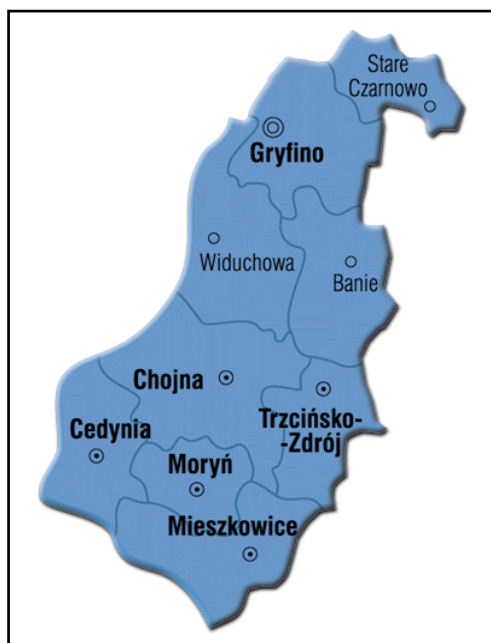 Stare
Czarnowo
Gryfino
Widuchowa
Banie
Chojna
Trzcińsko-
-Zdrój
Cedynia
Moryń
Mieszkowice